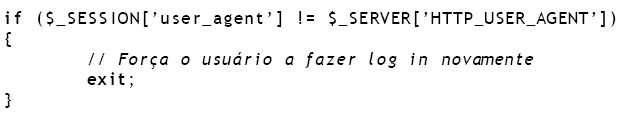 if ($_SESSION[’user_agent’] != $_SERVER[’HTTP_USER_AGENT’])
{
        // Força o usuário a fazer log in novamente
        exit;
}